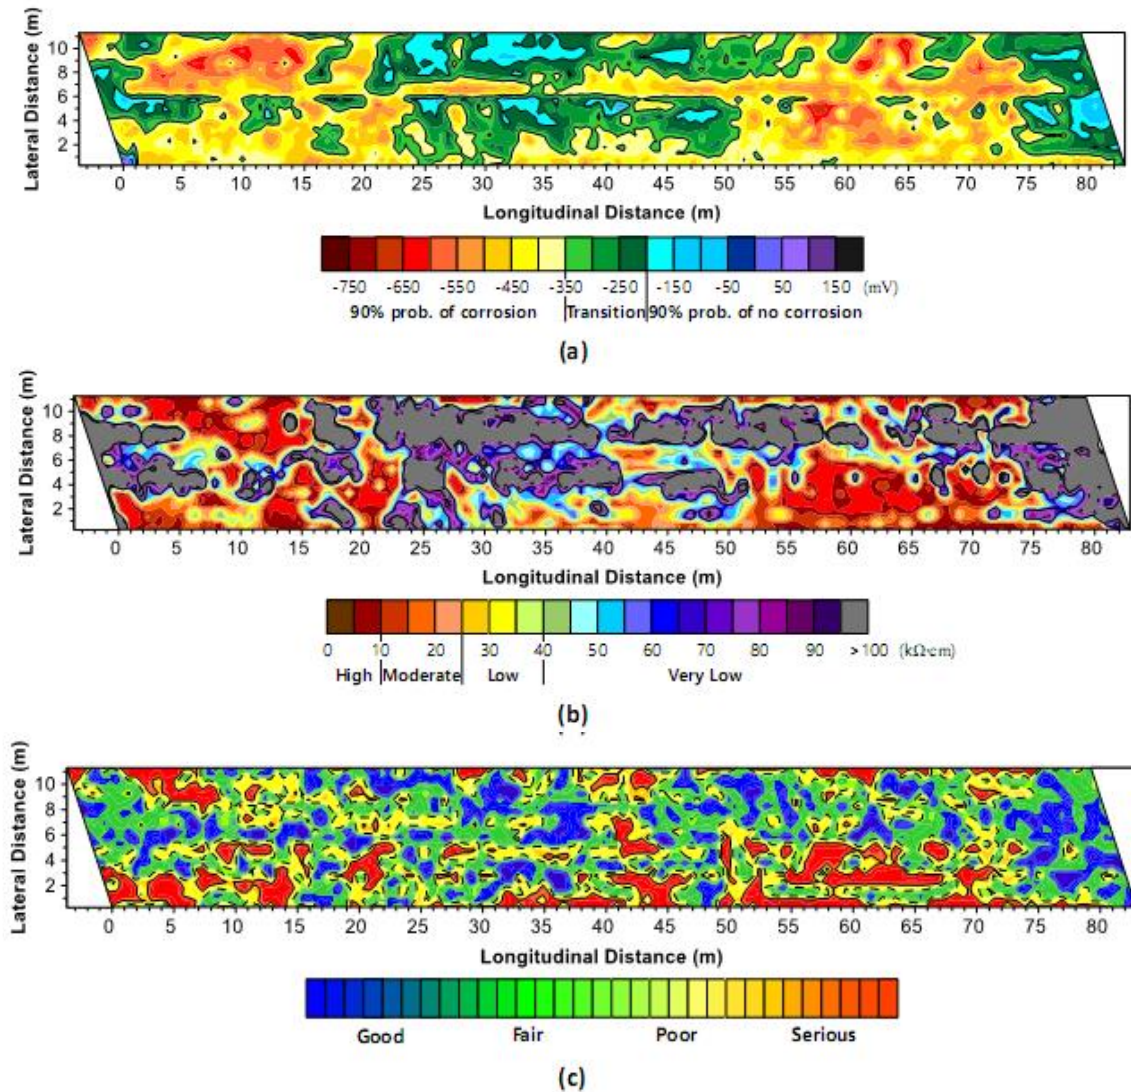 Lateral Distance (m)
10
8
6
4
2
0 5 10 15 20 25 30 35 40 45 50 55 60 65 70 75 80
Longitudinal Distance (m)
-750 -650 -550 -450 -350 -250 -150 -50 50 150 (mV)
90% prob. of corrosion Transition 90% prob. of no corrosion
(a)
Lateral Distance (m)
10
8
6
4
2
0 5 10 15 20 25 30 35 40 45 50 55 60 65 70 75 80
Longitudinal Distance (m)
0 10 20 30 40 50 60 70 80 90 >100 (kΩ·cm)
High Moderate Low Very Low
(b)
Lateral Distance (m)
10
8
6
4
2
0 5 10 15 20 25 30 35 40 45 50 55 60 65 70 75 80
Longitudinal Distance (m)
Good Fair Poor Serious
(c)